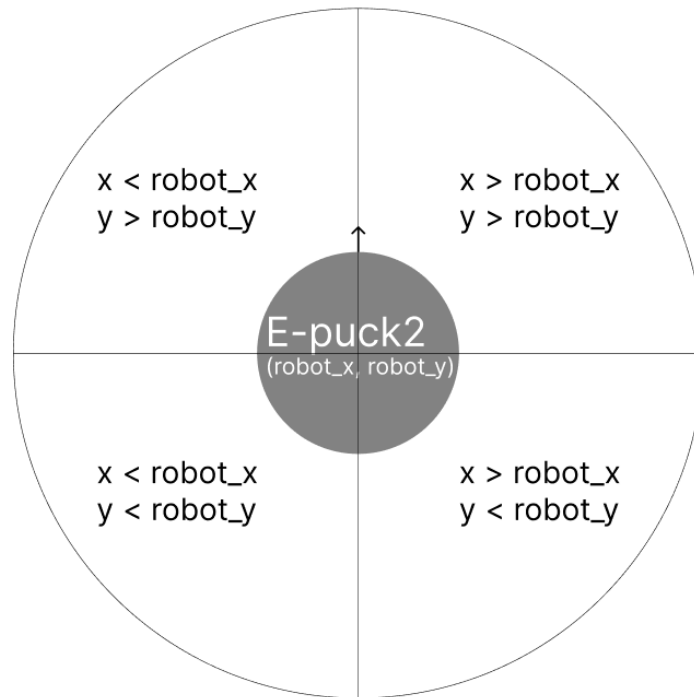 x < robot_x
y > robot_y
x > robot_x
y > robot_y
E-puck2
(robot_x, robot_y)
x < robot_x
y < robot_y
x > robot_x
y < robot_y